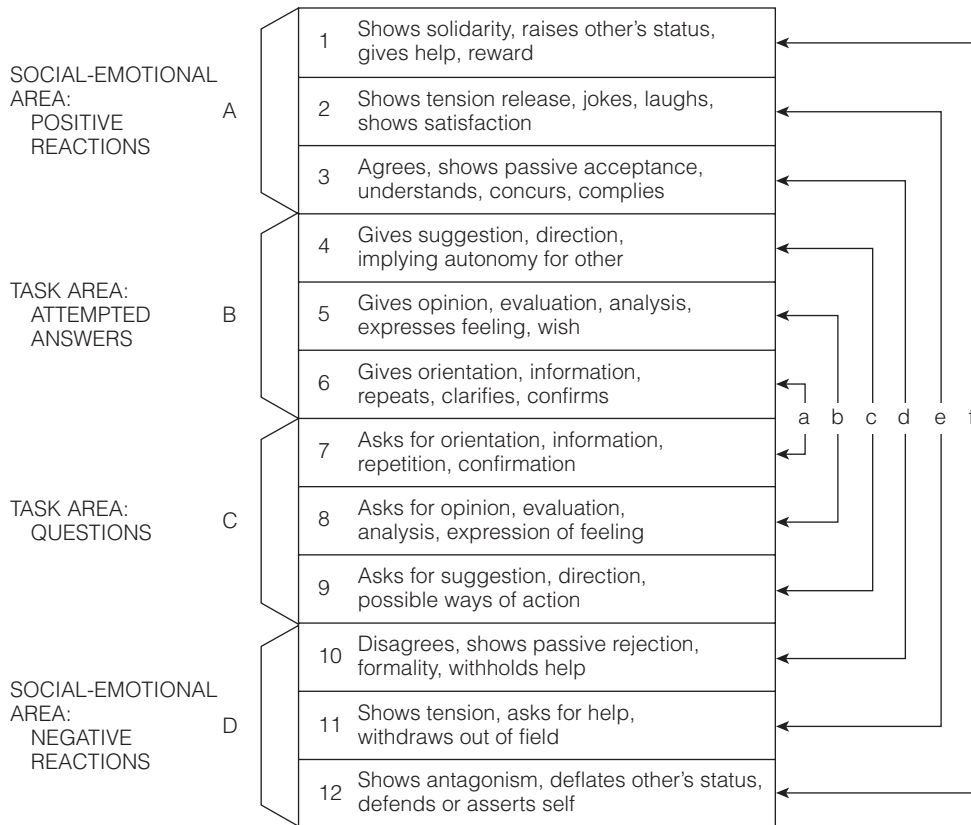 SOCIAL-EMOTIONAL
AREA:
POSITIVE
REACTIONS
A
1 Shows solidarity, raises other’s status,
gives help, reward
2 Shows tension release, jokes, laughs,
shows satisfaction
3 Agrees, shows passive acceptance,
understands, concurs, complies
TASK AREA:
ATTEMPTED
ANSWERS
B
4 Gives suggestion, direction,
implying autonomy for other
5 Gives opinion, evaluation, analysis,
expresses feeling, wish
6 Gives orientation, information,
repeats, clarifies, confirms
TASK AREA:
QUESTIONS
C
7 Asks for orientation, information,
repetition, confirmation
8 Asks for opinion, evaluation,
analysis, expression of feeling
9 Asks for suggestion, direction,
possible ways of action
SOCIAL-EMOTIONAL
AREA:
NEGATIVE
REACTIONS
D
10 Disagrees, shows passive rejection,
formality, withholds help
11 Shows tension, asks for help,
withdraws out of field
12 Shows antagonism, deflates other’s status,
defends or asserts self
a b c d e f